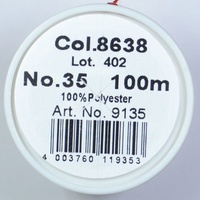 Col.8638
Lot. 402
No.35 100m
100%Polyester
Art. No. 9135
4 003760 119353